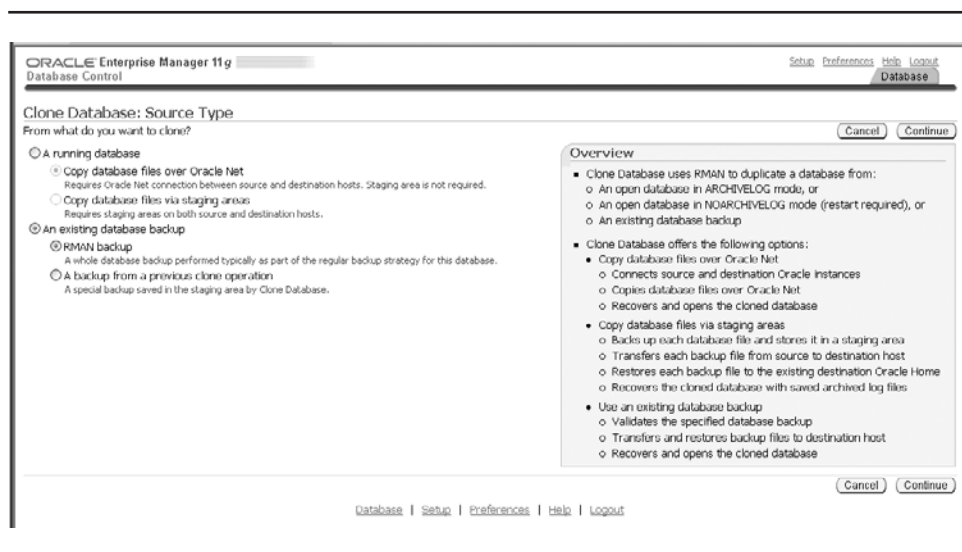 ORACLE Enterprise Manager 11g
Database Control
Setup Preferences Help Logout
Database
Clone Database: Source Type
From what do you want to clone?
Cancel Continue
A running database
Copy database files over Oracle Net
Requires Oracle Net connection between source and destination hosts. Staging area is not required.
Copy database files via staging areas
Requires staging areas on both source and destination hosts.
An existing database backup
RMAN backup
A whole database backup performed typically as part of the regular backup strategy for this database.
A backup from a previous clone operation
A special backup saved in the staging area by Clone Database.
Overview
Clone Database uses RMAN to duplicate a database from:
An open database in ARCHIVELOG mode, or
An open database in NOARCHIVELOG mode (restart required), or
An existing database backup
Clone Database offers the following options:
Copy database files over Oracle Net
Connects source and destination Oracle instances
Copies database files over Oracle Net
Recovers and opens the cloned database
Copy database files via staging areas
Backs up each database file and stores it in a staging area
Transfers each backup file from source to destination host
Restores each backup file to the existing destination Oracle Home
Recovers the cloned database with saved archived log files
Use an existing database backup
Validates the specified database backup
Transfers and restores backup files to destination host
Recovers and opens the cloned database
Cancel Continue
Database | Setup | Preferences | Help | Logout